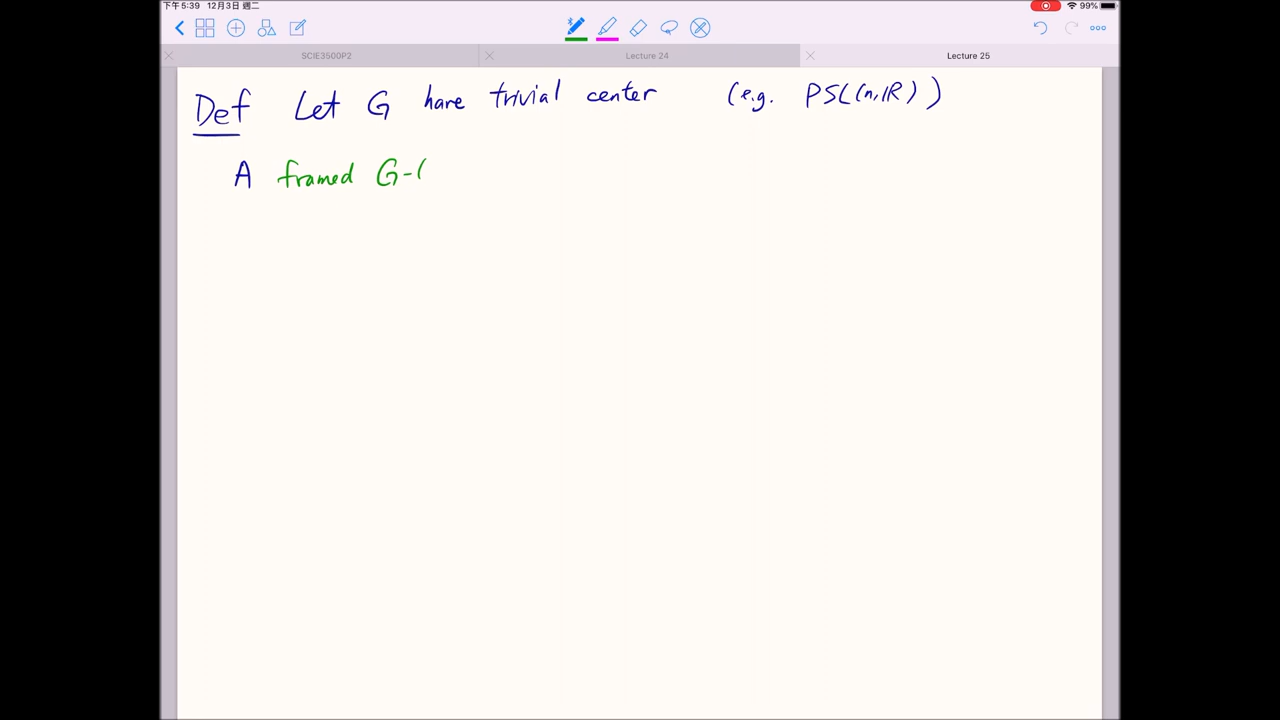 下午5:39 12月3日 週二
99%
SCIE3500P2
Lecture 24
Lecture 25
Def Let G have trivial center (e.g. PSL(n,ℝ))
A framed G-(